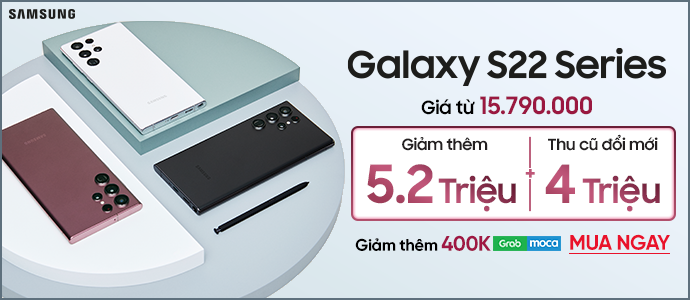 SAMSUNG
Galaxy S22 Series
Giá từ 15.790.000
Giảm thêm
5.2 Triệu
+
Thu cũ đổi mới
4 Triệu
Giảm thêm 400K Grab moca MUA NGAY